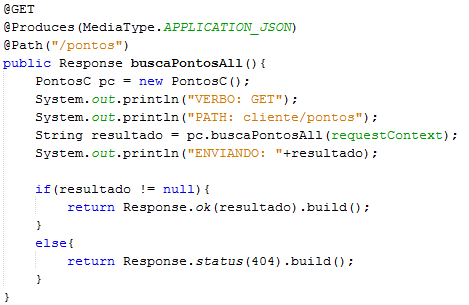 @GET
@Produces(MediaType.APPLICATION_JSON)
@Path("/pontos")
public Response buscaPontosAll(){
    PontosC pc = new PontosC();
    System.out.println("VERBO: GET");
    System.out.println("PATH: cliente/pontos");
    String resultado = pc.buscaPontosAll(requestContext);
    System.out.println("ENVIANDO: "+resultado);

    if(resultado != null){
        return Response.ok(resultado).build();
    }
    else{
        return Response.status(404).build();
    }
}